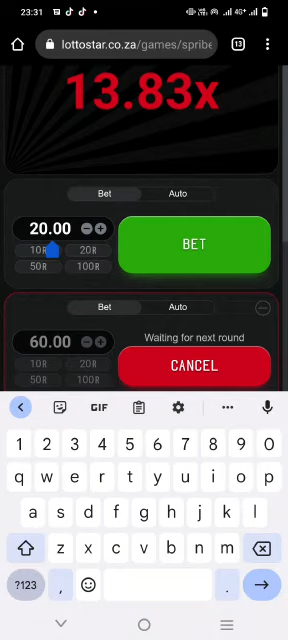 23:31 4G+
lottostar.co.za/games/spribe 13
13.83x
Bet Auto
20.00 BET
10R 20R
50R 100R
Bet Auto
60.00 Waiting for next round
10R 20R CANCEL
50R 100R
GIF
1 2 3 4 5 6 7 8 9 0
q w e r t y u i o p
a s d f g h j k l
z x c v b n m
?123 , .